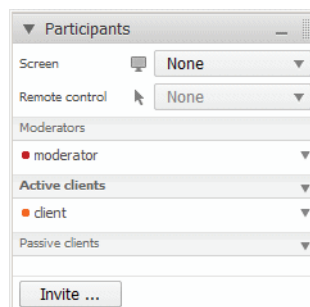 Participants
Screen None
Remote control None
Moderators
moderator
Active clients
client
Passive clients
Invite ...